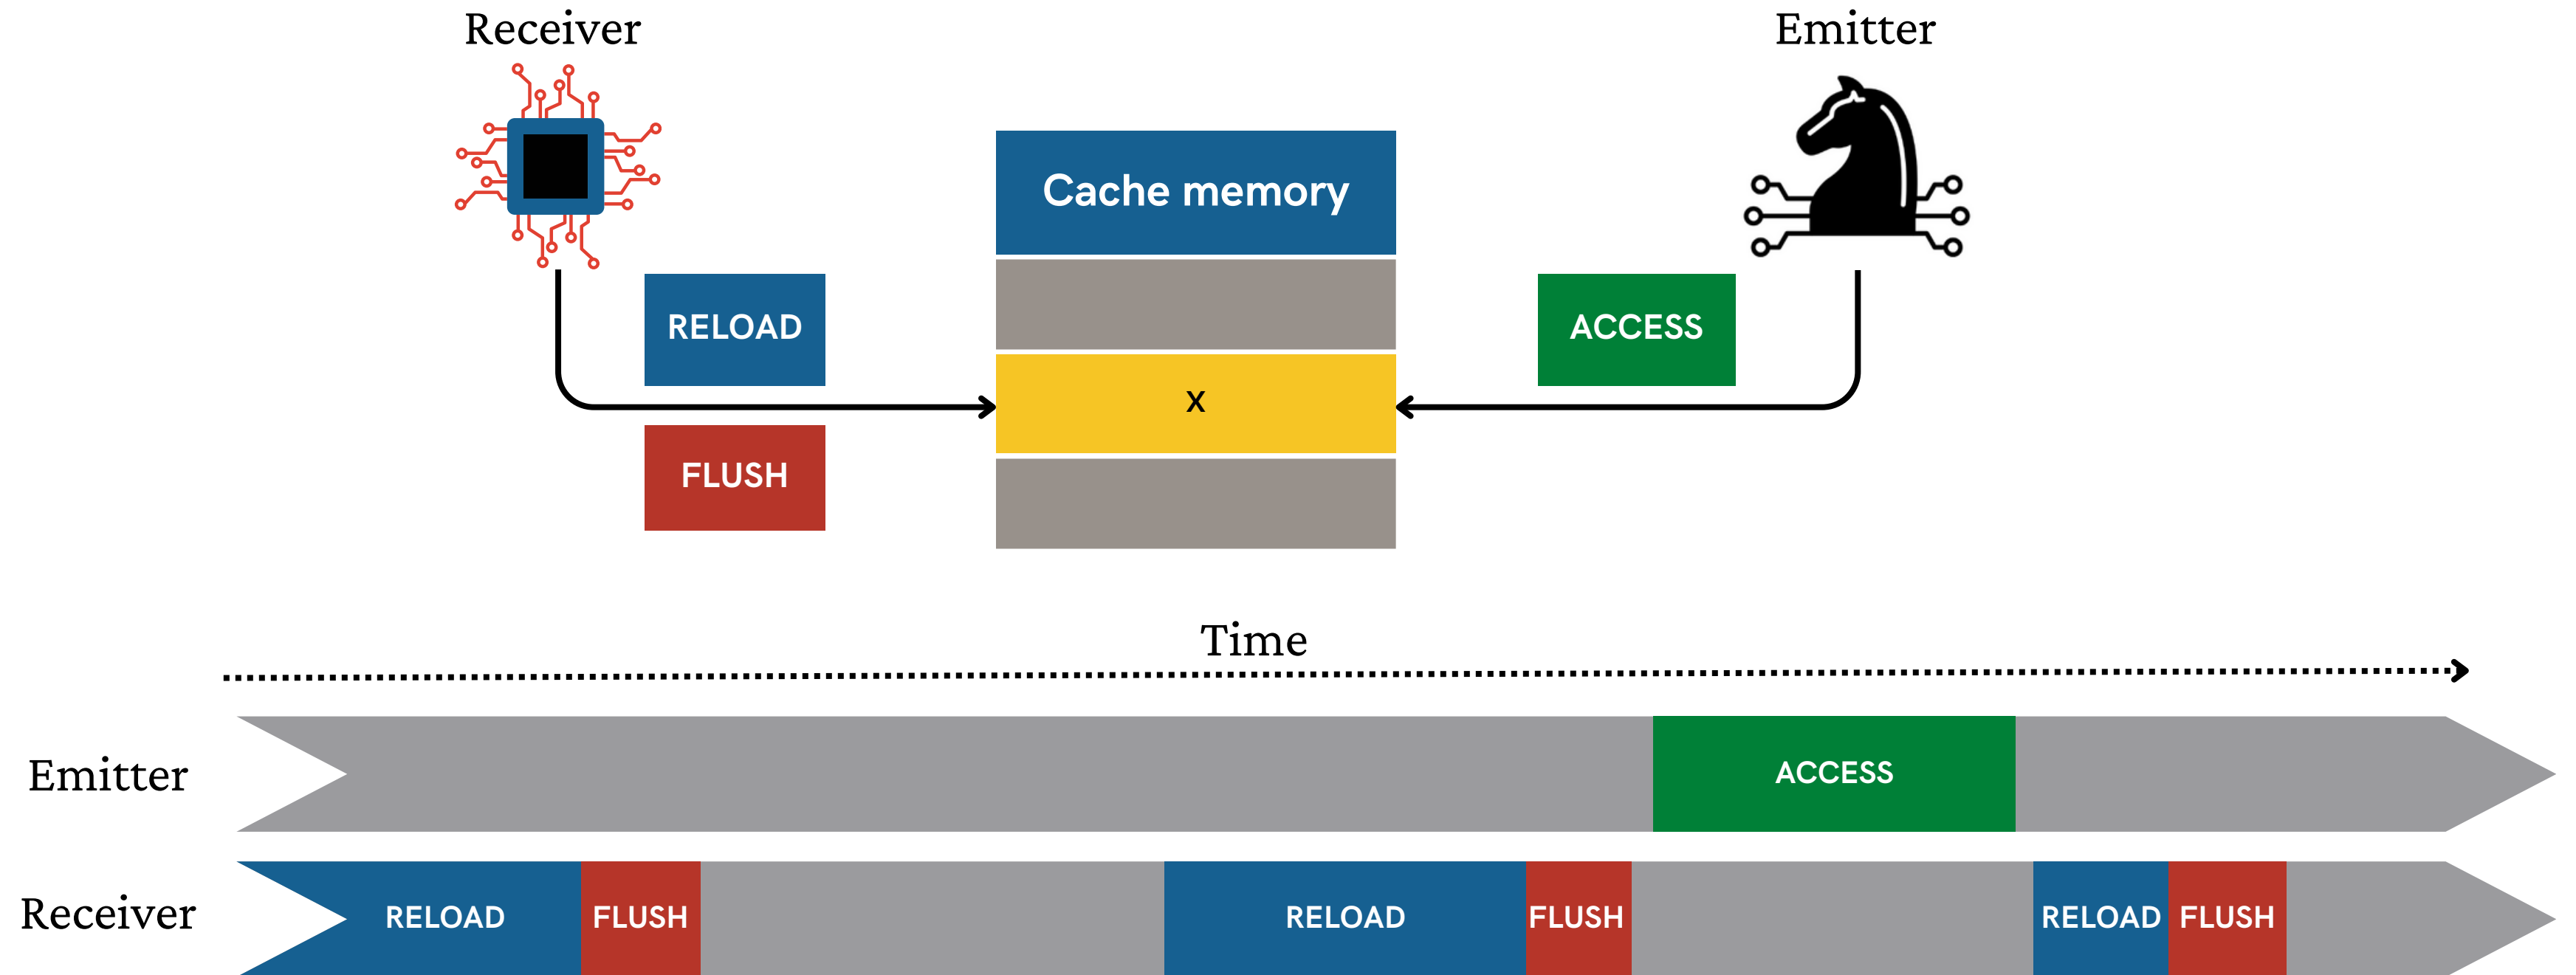 Receiver
Emitter
Cache memory
RELOAD
ACCESS
x
FLUSH
Time
Emitter
ACCESS
Receiver
RELOAD
FLUSH
RELOAD
FLUSH
RELOAD
FLUSH